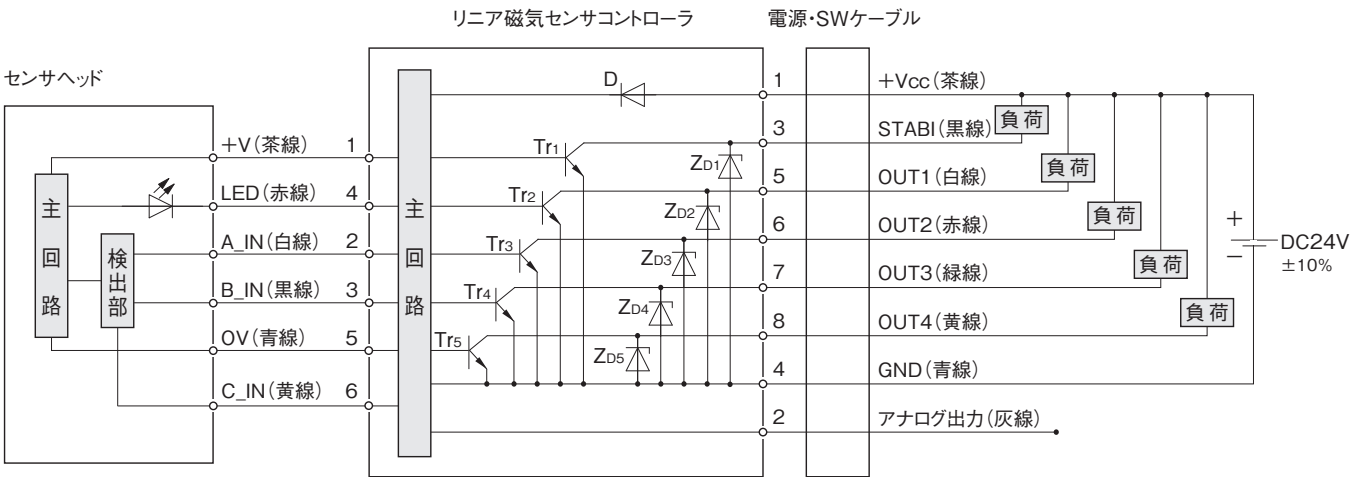 リニア磁気センサコントローラ
電源・SWケーブル
センサヘッド
D
1
+Vcc(茶線)
3
STABI(黒線)
負荷
+V(茶線)
1
Tr1
ZD1
5
OUT1(白線)
負荷
LED(赤線)
4
Tr2
ZD2
6
OUT2(赤線)
負荷
A_IN(白線)
2
Tr3
ZD3
7
OUT3(緑線)
負荷
B_IN(黒線)
3
Tr4
ZD4
8
OUT4(黄線)
負荷
OV(青線)
5
Tr5
ZD5
4
GND(青線)
C_IN(黄線)
6
2
アナログ出力(灰線)
主回路
検出部
主回路
+
−
DC24V
±10%